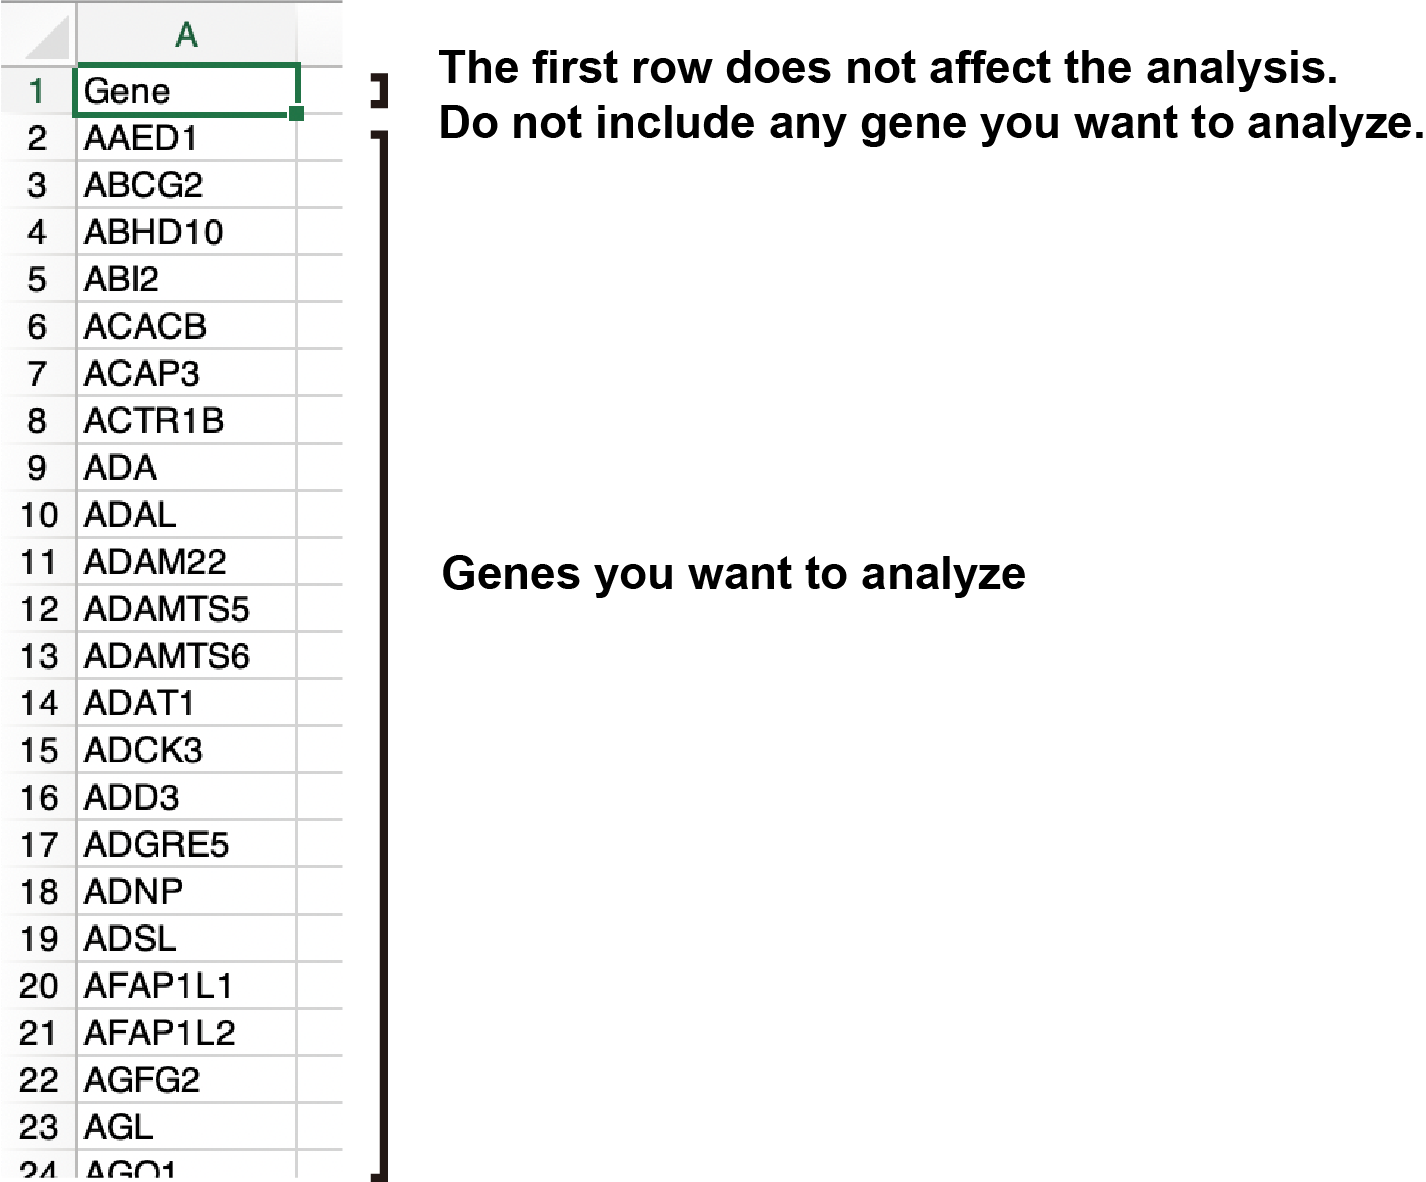 A
1 Gene
The first row does not affect the analysis.
Do not include any gene you want to analyze.
2 AAED1
3 ABCG2
4 ABHD10
5 ABI2
6 ACACB
7 ACAP3
8 ACTR1B
9 ADA
10 ADAL
11 ADAM22
Genes you want to analyze
12 ADAMTS5
13 ADAMTS6
14 ADAT1
15 ADCK3
16 ADD3
17 ADGRE5
18 ADNP
19 ADSL
20 AFAP1L1
21 AFAP1L2
22 AGFG2
23 AGL
24 AGO1